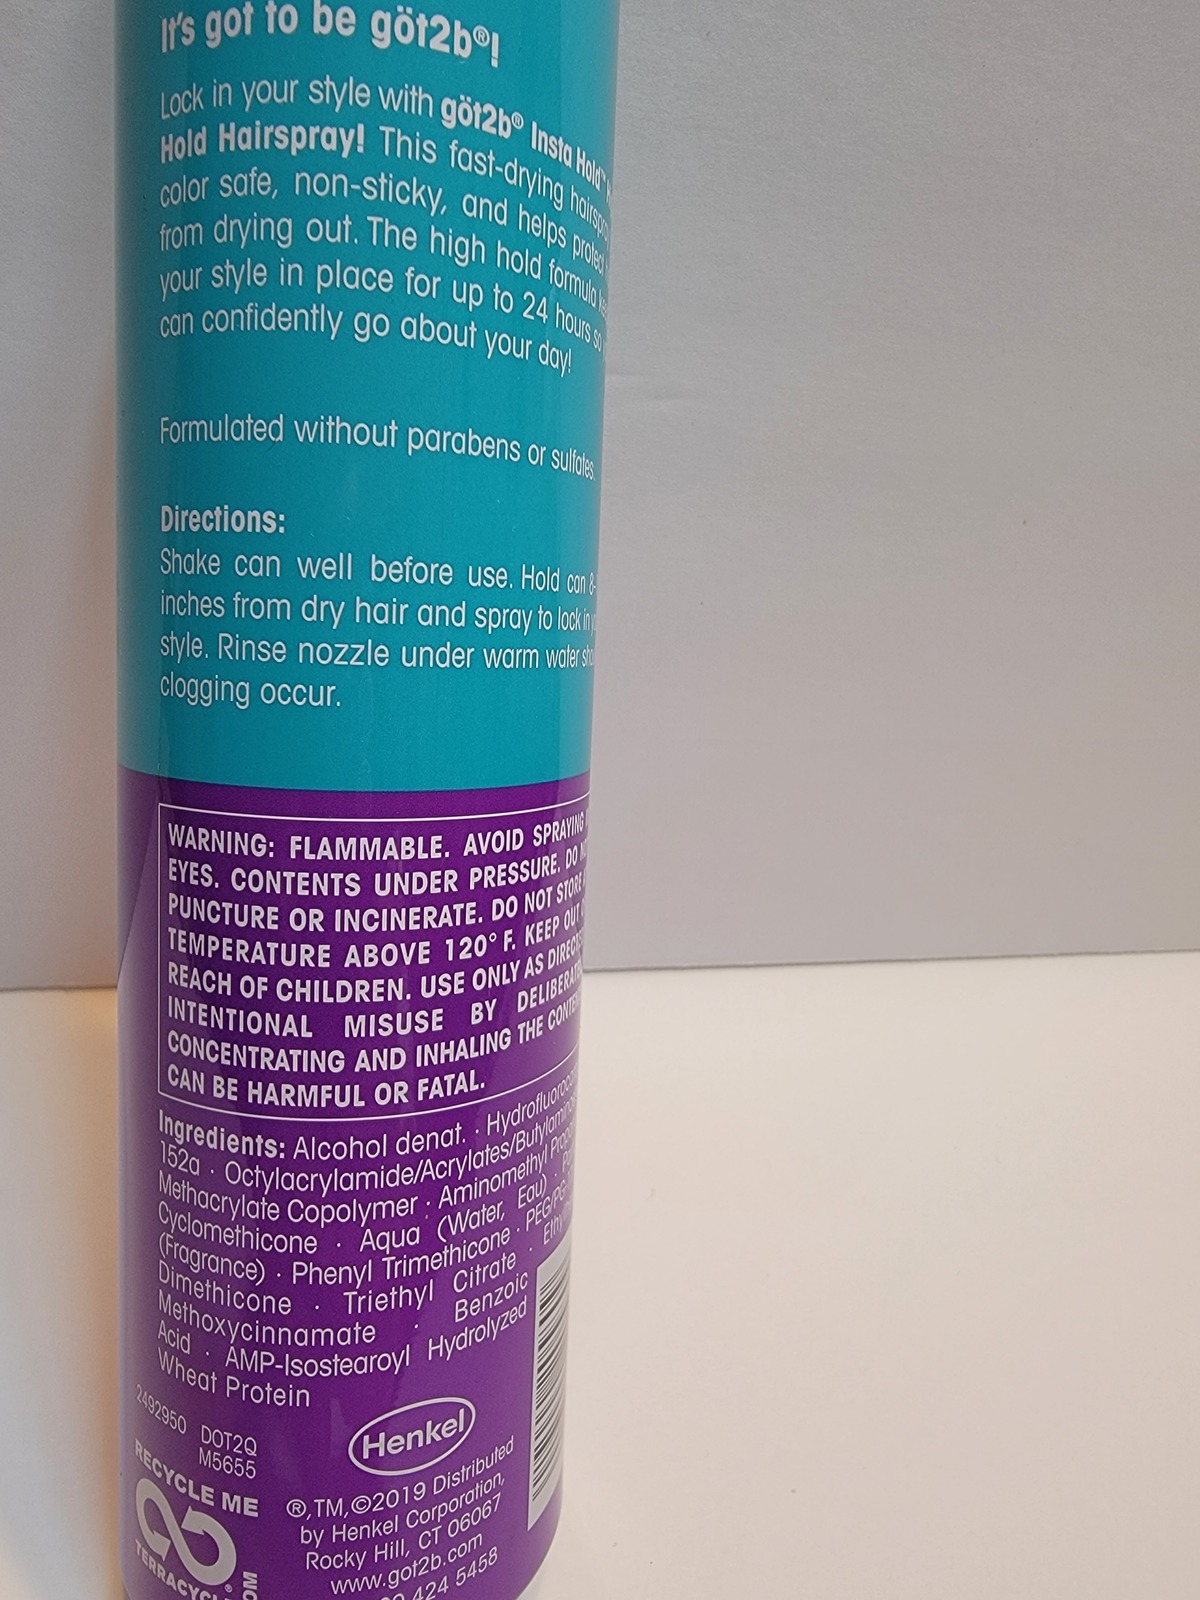 It's got to be göt2b®!
Lock in your style with göt2b® Insta Hold™
Hold Hairspray! This fast-drying
color safe, non-sticky, and helps protect
from drying out. The high hold formula
your style in place for up to 24 hours so
can confidently go about your day!
Formulated without parabens or sulfates.
Directions:
Shake can well before use. Hold can 8-
inches from dry hair and spray to lock in
style. Rinse nozzle under warm water
clogging occur.
WARNING: FLAMMABLE. AVOID SPRAYING
EYES. CONTENTS UNDER PRESSURE. DO
PUNCTURE OR INCINERATE. DO NOT STORE
TEMPERATURE ABOVE 120° F. KEEP OUT
REACH OF CHILDREN. USE ONLY AS
INTENTIONAL MISUSE BY
CONCENTRATING AND INHALING THE
CAN BE HARMFUL OR FATAL.
Ingredients: Alcohol denat. ·
152a · Octylacrylamide/Acrylates/
Methacrylate Copolymer · Aminomethyl
Cyclomethicone · Aqua (Water, Eau) ·
(Fragrance) · Phenyl Trimethicone · PEG/PG-
Dimethicone · Triethyl Citrate ·
Methoxycinnamate · Benzoic
Acid · AMP-Isostearoyl Hydrolyzed
Wheat Protein
2492950 DOT2Q
M5655
Henkel
RECYCLE ME
®,TM,©2019 Distributed
by Henkel Corporation,
Rocky Hill, CT 06067
www.got2b.com
424 5458